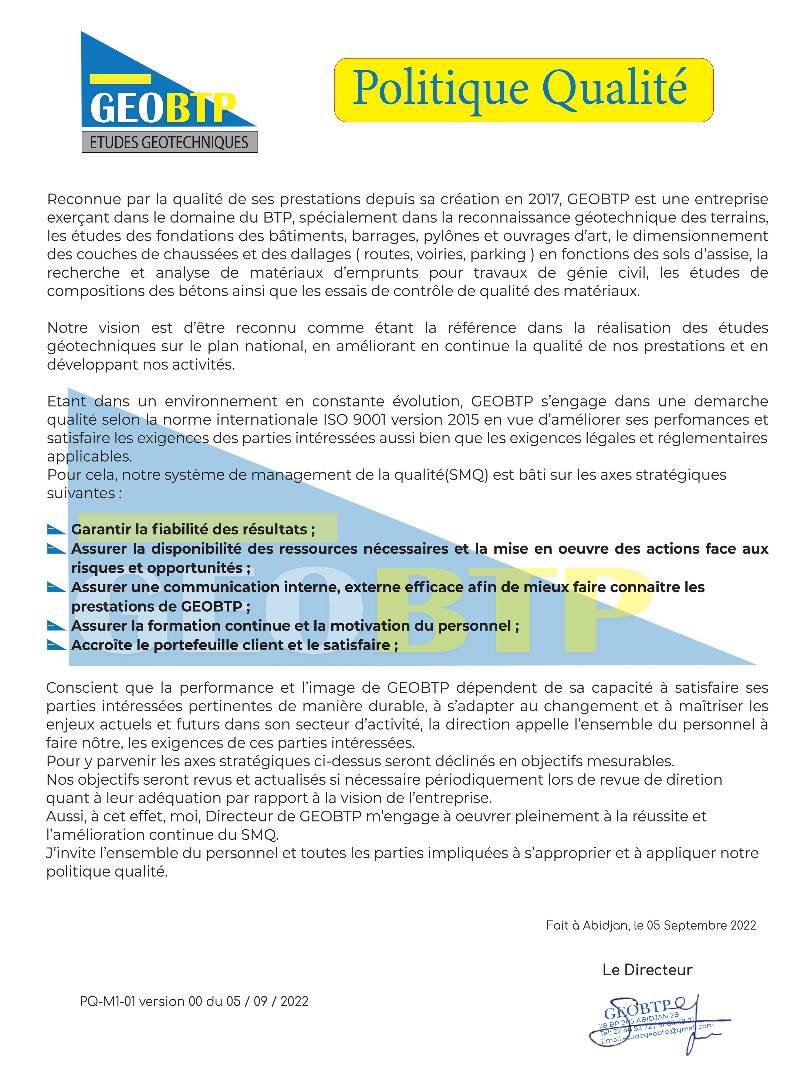 GEOBTP
ETUDES GEOTECHNIQUES
Politique Qualité
Reconnue par la qualité de ses prestations depuis sa création en 2017, GEOBTP est une entreprise
exerçant dans le domaine du BTP, spécialement dans la reconnaissance géotechnique des terrains,
les études des fondations des bâtiments, barrages, pylônes et ouvrages d'art, le dimensionnement
des couches de chaussées et des dallages ( routes, voiries, parking ) en fonctions des sols d'assise, la
recherche et analyse de matériaux d'emprunts pour travaux de génie civil, les études de
compositions des bétons ainsi que les essais de contrôle de qualité des matériaux.
Notre vision est d'être reconnu comme étant la référence dans la réalisation des études
géotechniques sur le plan national, en améliorant en continue la qualité de nos prestations et en
développant nos activités.
Etant dans un environnement en constante évolution, GEOBTP s'engage dans une demarche
qualité selon la norme internationale ISO 9001 version 2015 en vue d'améliorer ses perfomances et
satisfaire les exigences des parties intéressées aussi bien que les exigences légales et réglementaires
applicables.
Pour cela, notre système de management de la qualité(SMQ) est bâti sur les axes stratégiques
suivantes :
Garantir la fiabilité des résultats ;
Assurer la disponibilité des ressources nécessaires et la mise en oeuvre des actions face aux
risques et opportunités ;
Assurer une communication interne, externe efficace afin de mieux faire connaître les
prestations de GEOBTP ;
Assurer la formation continue et la motivation du personnel ;
Accroîte le portefeuille client et le satisfaire ;
GEOBTP
Conscient que la performance et l'image de GEOBTP dépendent de sa capacité à satisfaire ses
parties intéressées pertinentes de manière durable, à s'adapter au changement et à maîtriser les
enjeux actuels et futurs dans son secteur d'activité, la direction appelle l'ensemble du personnel à
faire nôtre, les exigences de ces parties intéressées.
Pour y parvenir les axes stratégiques ci-dessus seront déclinés en objectifs mesurables.
Nos objectifs seront revus et actualisés si nécessaire périodiquement lors de revue de diretion
quant à leur adéquation par rapport à la vision de l'entreprise.
Aussi, à cet effet, moi, Directeur de GEOBTP m'engage à oeuvrer pleinement à la réussite et
l'amélioration continue du SMQ.
J'invite l'ensemble du personnel et toutes les parties impliquées à s'approprier et à appliquer notre
politique qualité.
Fait à Abidjan, le 05 Septembre 2022
Le Directeur
PQ-M1-01 version 00 du 05 / 09 / 2022
GEOBTP
ABIDJAN 28